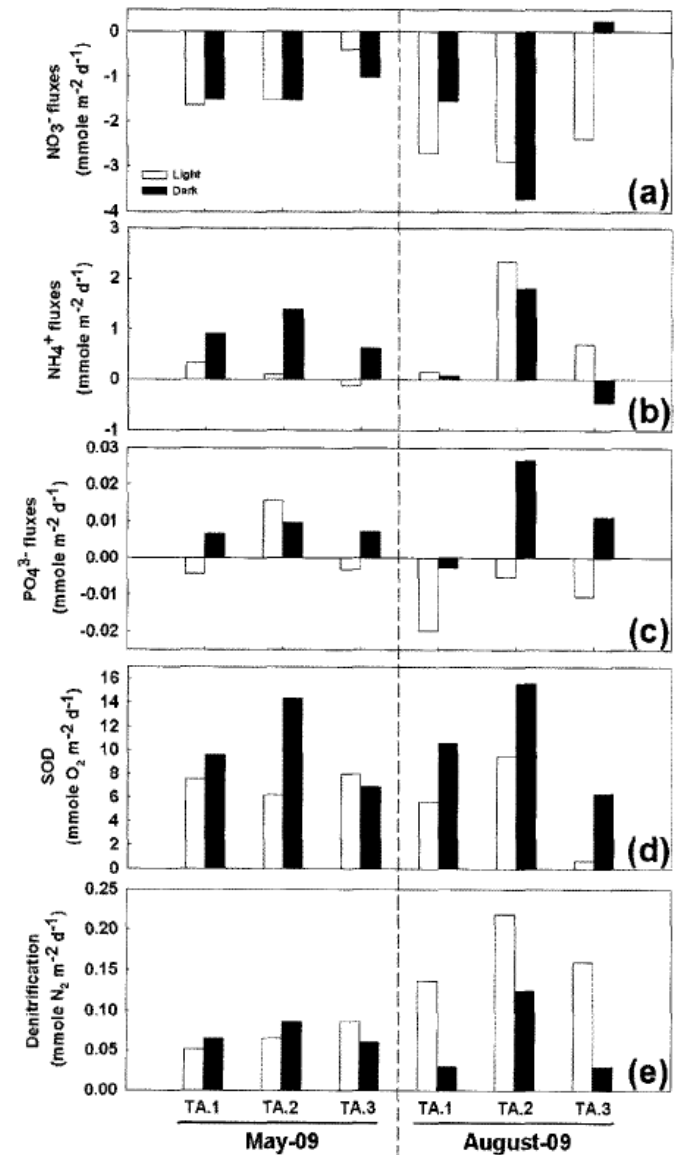 NO3⁻ fluxes
(mmole m⁻² d⁻¹)
0
-1
-2
-3
-4
Light
Dark
(a)
NH4⁺ fluxes
(mmole m⁻² d⁻¹)
3
2
1
0
-1
(b)
PO4³⁻ fluxes
(mmole m⁻² d⁻¹)
0.03
0.02
0.01
0.00
-0.01
-0.02
(c)
SOD
(mmole O2 m⁻² d⁻¹)
16
14
12
10
8
6
4
2
0
(d)
Denitrification
(mmole N2 m⁻² d⁻¹)
0.25
0.20
0.15
0.10
0.05
0.00
(e)
TA.1 TA.2 TA.3 TA.1 TA.2 TA.3
May-09 August-09